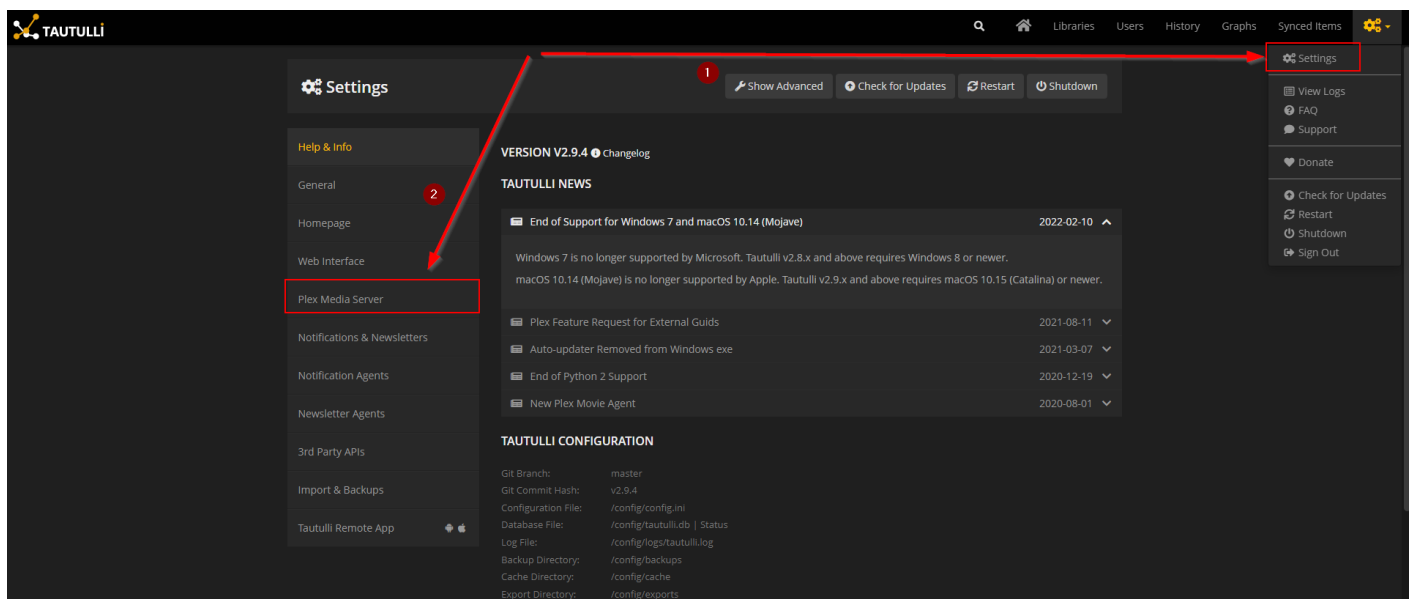 TAUTULLI
Libraries Users History Graphs Synced Items
Settings
1
Show Advanced Check for Updates Restart Shutdown
Settings
View Logs
FAQ
Support
Donate
Check for Updates
Restart
Shutdown
Sign Out
Help & Info
General
2
Homepage
Web Interface
Plex Media Server
Notifications & Newsletters
Notification Agents
Newsletter Agents
3rd Party APIs
Import & Backups
Tautulli Remote App
VERSION V2.9.4 Changelog
TAUTULLI NEWS
End of Support for Windows 7 and macOS 10.14 (Mojave) 2022-02-10
Windows 7 is no longer supported by Microsoft. Tautulli v2.8.x and above requires Windows 8 or newer.
macOS 10.14 (Mojave) is no longer supported by Apple. Tautulli v2.9.x and above requires macOS 10.15 (Catalina) or newer.
Plex Feature Request for External Guids 2021-08-11
Auto-updater Removed from Windows exe 2021-03-07
End of Python 2 Support 2020-12-19
New Plex Movie Agent 2020-08-01
TAUTULLI CONFIGURATION
Git Branch: master
Git Commit Hash: v2.9.4
Configuration File: /config/config.ini
Database File: /config/tautulli.db | Status
Log File: /config/logs/tautulli.log
Backup Directory: /config/backups
Cache Directory: /config/cache
Export Directory: /config/exports